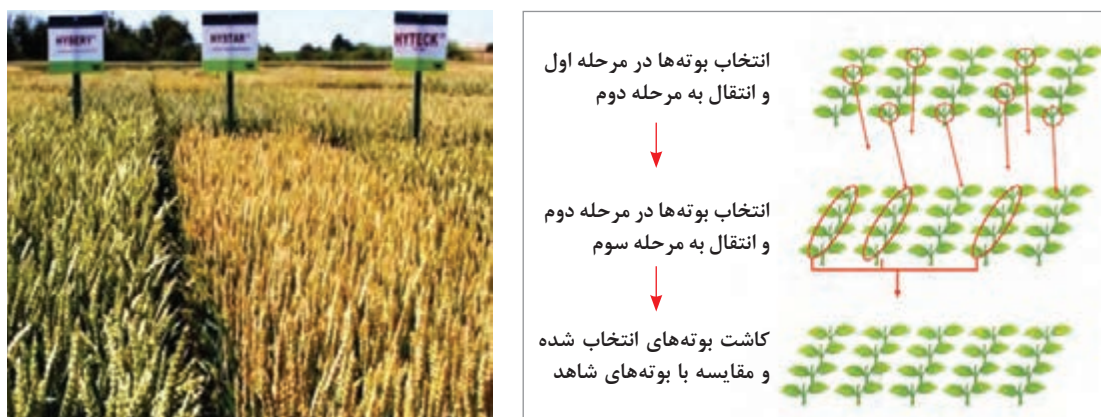 HYBERY
HYSTAR
HYTECK
انتخاب بوته‌ها در مرحله اول
و انتقال به مرحله دوم
انتخاب بوته‌ها در مرحله دوم
و انتقال به مرحله سوم
کاشت بوته‌های انتخاب شده
و مقایسه با بوته‌های شاهد